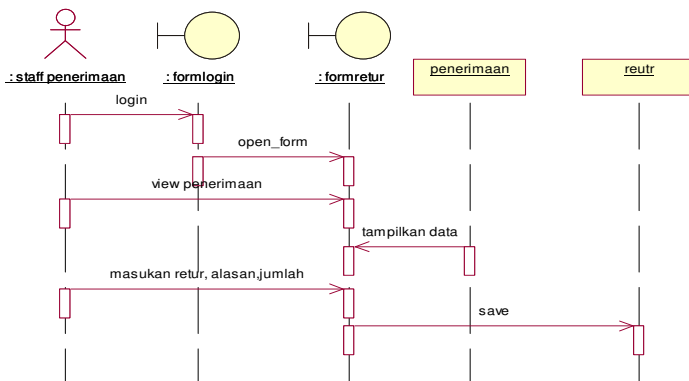 : staff penerimaan
: formlogin
: formretur
penerimaan
reutr
login
open_form
view penerimaan
tampilkan data
masukan retur, alasan,jumlah
save